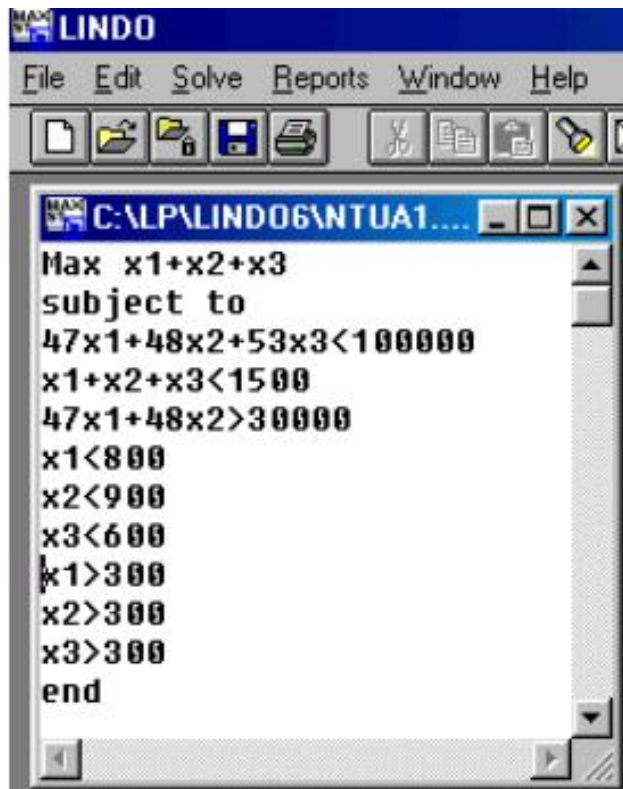 LINDO
File Edit Solve Reports Window Help
C:\LP\LINDO6\NTUA1....
Max x1+x2+x3
subject to
47x1+48x2+53x3<100000
x1+x2+x3<1500
47x1+48x2>30000
x1<800
x2<900
x3<600
x1>300
x2>300
x3>300
end